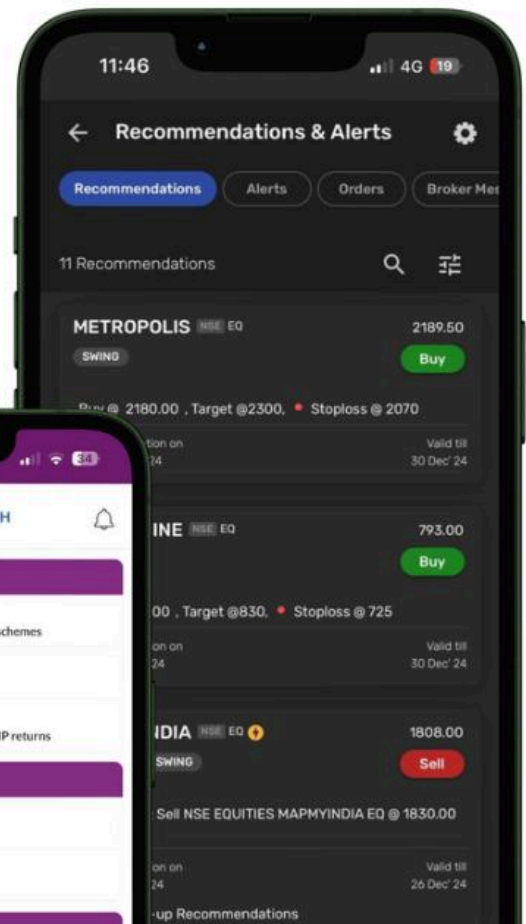 11:46
4G 19
Recommendations & Alerts
Recommendations
Alerts
Orders
Broker Mes
11 Recommendations
METROPOLIS NSE EQ
2189.50
SWING
Buy
Buy @ 2180.00 , Target @2300, Stoploss @ 2070
tion on
Valid till
24
30 Dec' 24
INE NSE EQ
793.00
Buy
00 , Target @830, Stoploss @ 725
on on
Valid till
24
30 Dec' 24
NDIA NSE EQ
1808.00
SWING
Sell
Sell NSE EQUITIES MAPMYINDIA EQ @ 1830.00
on on
Valid till
24
26 Dec' 24
-up Recommendations
34
H
schemes
IP returns